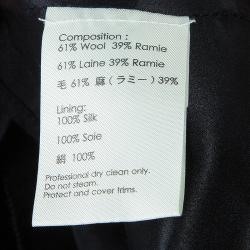 Composition :
61% Wool 39% Ramie
61% Laine 39% Ramie
毛 61% 麻 (ラミー) 39%
Lining:
100% Silk
100% Soie
絹 100%
Professional dry clean only.
Do not steam.
Protect and cover trims.